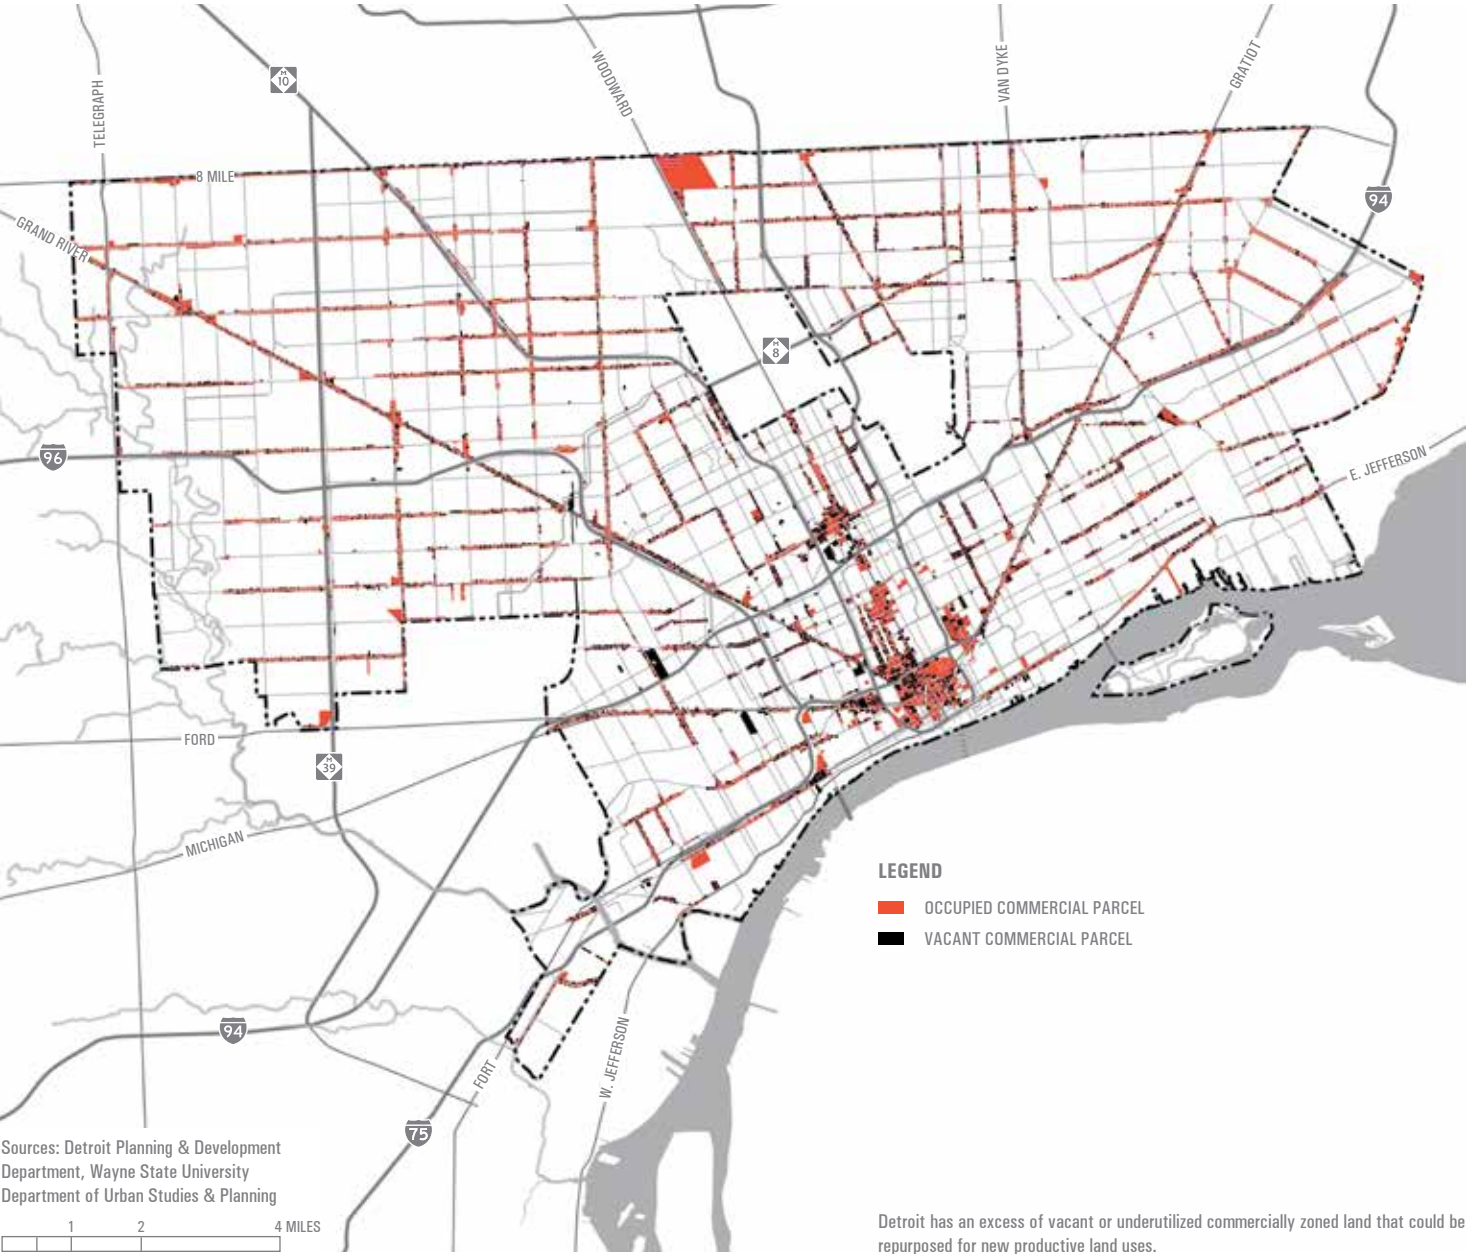 WOODWARD
VAN DYKE
GRATIOT
M
10
TELEGRAPH
8 MILE
94
GRAND RIVER
M
8
96
E. JEFFERSON
FORD
M
39
MICHIGAN
LEGEND
OCCUPIED COMMERCIAL PARCEL
VACANT COMMERCIAL PARCEL
94
FORT
W. JEFFERSON
75
Sources: Detroit Planning & Development
Department, Wayne State University
Department of Urban Studies & Planning
1 2 4 MILES
Detroit has an excess of vacant or underutilized commercially zoned land that could be
repurposed for new productive land uses.